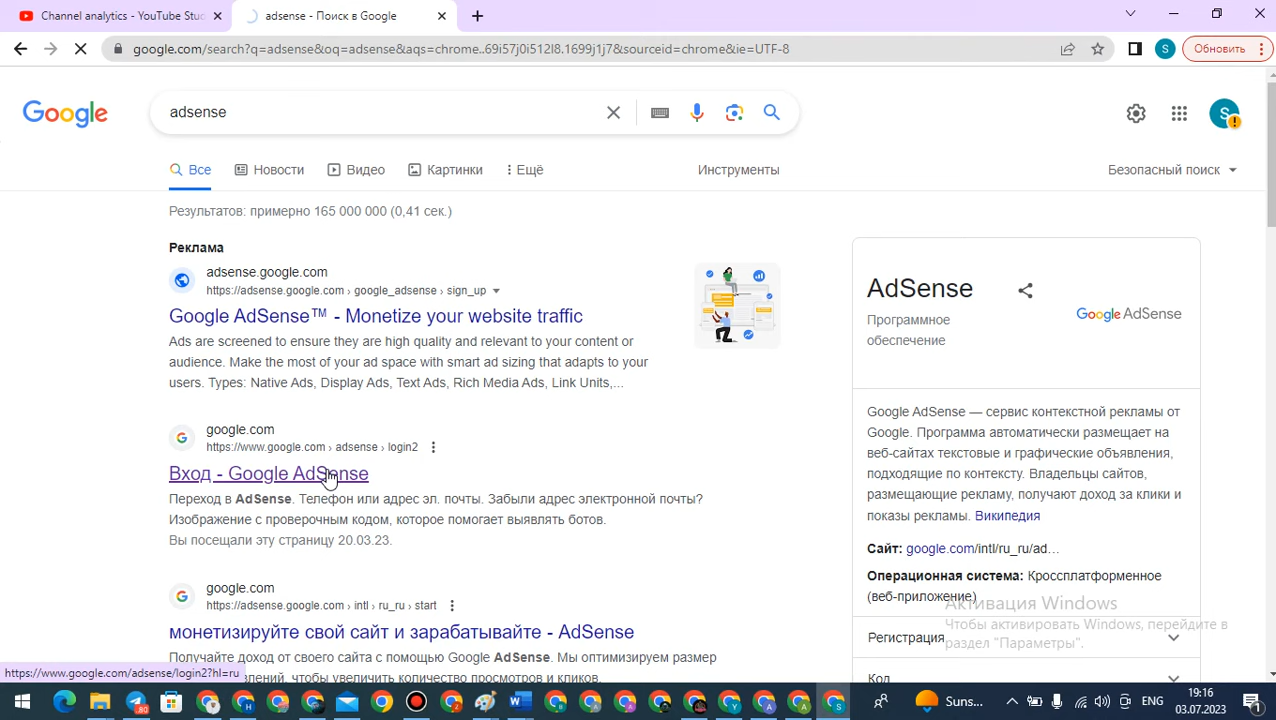 Channel analytics - YouTube Stu
adsense - Поиск в Google
google.com/search?q=adsense&oq=adsense&aqs=chrome..69i57j0i512l8.1699j1j7&sourceid=chrome&ie=UTF-8
S
Обновить
Google
adsense
S
Все
Новости
Видео
Картинки
Ещё
Инструменты
Безопасный поиск
Результатов: примерно 165 000 000 (0,41 сек.)
Реклама
adsense.google.com
https://adsense.google.com › google_adsense › sign_up
Google AdSense™ - Monetize your website traffic
Ads are screened to ensure they are high quality and relevant to your content or
audience. Make the most of your ad space with smart ad sizing that adapts to your
users. Types: Native Ads, Display Ads, Text Ads, Rich Media Ads, Link Units,...
google.com
https://www.google.com › adsense › login2
Вход - Google AdSense
Переход в AdSense. Телефон или адрес эл. почты. Забыли адрес электронной почты?
Изображение с проверочным кодом, которое помогает выявлять ботов.
Вы посещали эту страницу 20.03.23.
google.com
https://adsense.google.com › intl › ru_ru › start
монетизируйте свой сайт и зарабатывайте - AdSense
Получайте доход от своего сайта с помощью Google AdSense. Мы оптимизируем размер
влений, чтобы увеличить количество просмотров и кликов.
https://www.google.com/adsense/login2?hl=ru
AdSense
Программное
обеспечение
Google AdSense
Google AdSense — сервис контекстной рекламы от
Google. Программа автоматически размещает на
веб-сайтах текстовые и графические объявления,
подходящие по контексту. Владельцы сайтов,
размещающие рекламу, получают доход за клики и
показы рекламы. Википедия
Сайт: google.com/intl/ru_ru/ad…
Операционная система: Кроссплатформенное
(веб-приложение)
Регистрация
Код
Активация Windows
Чтобы активировать Windows, перейдите в
раздел "Параметры".
Suns...
ENG
19:16
03.07.2023